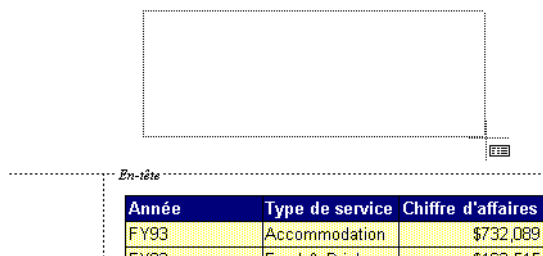 En-tête
Année Type de service Chiffre d'affaires
FY93 Accommodation $732,089